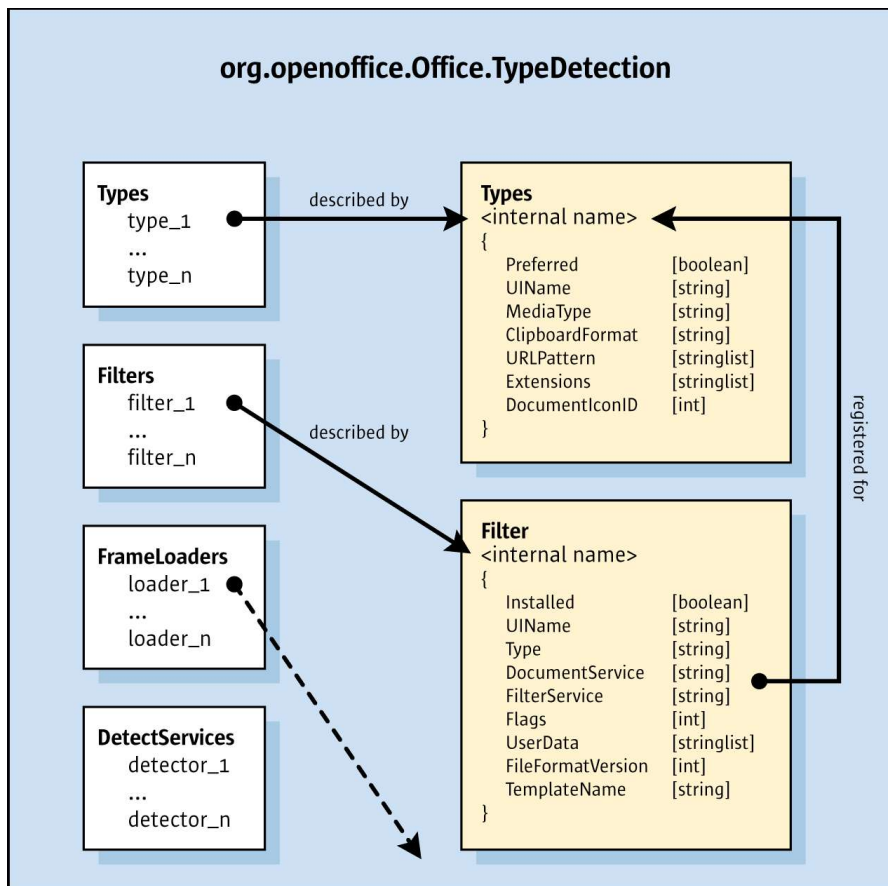 org.openoffice.Office.TypeDetection
Types
type_1
...
type_n
described by
Types
<internal name>
{
Preferred [boolean]
UIName [string]
MediaType [string]
ClipboardFormat [string]
URLPattern [stringlist]
Extensions [stringlist]
DocumentIconID [int]
}
Filters
filter_1
...
filter_n
described by
registered for
Filter
<internal name>
{
Installed [boolean]
UIName [string]
Type [string]
DocumentService [string]
FilterService [string]
Flags [int]
UserData [stringlist]
FileFormatVersion [int]
TemplateName [string]
}
FrameLoaders
loader_1
...
loader_n
DetectServices
detector_1
...
detector_n